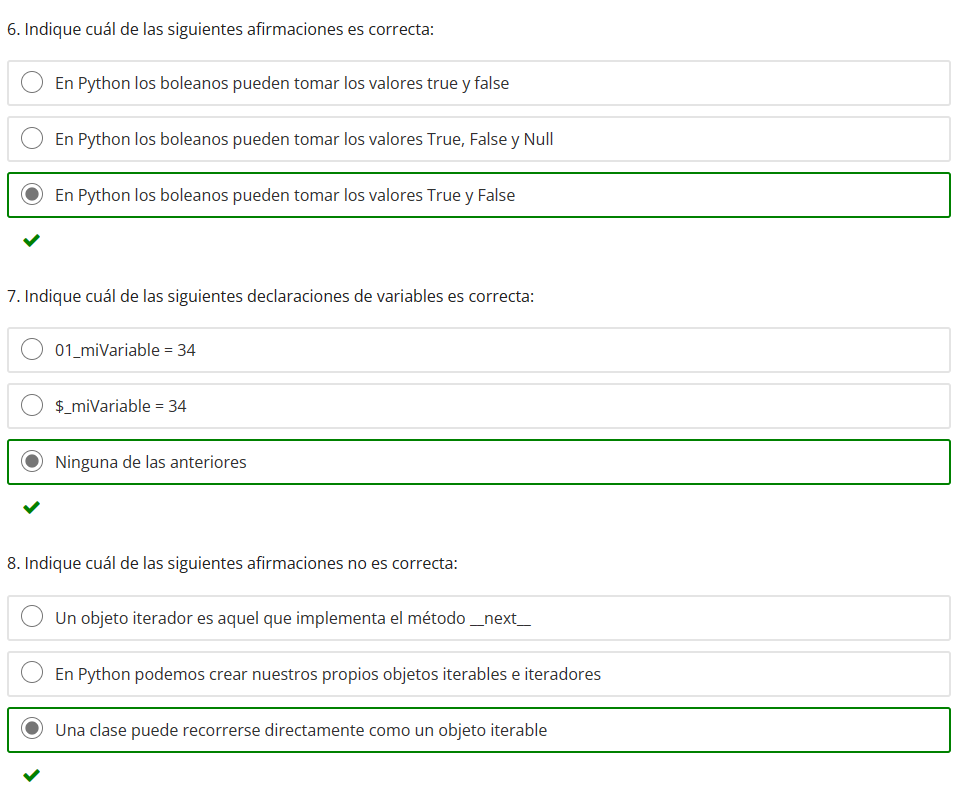 6. Indique cuál de las siguientes afirmaciones es correcta:
En Python los boleanos pueden tomar los valores true y false
En Python los boleanos pueden tomar los valores True, False y Null
En Python los boleanos pueden tomar los valores True y False
7. Indique cuál de las siguientes declaraciones de variables es correcta:
01_miVariable = 34
$_miVariable = 34
Ninguna de las anteriores
8. Indique cuál de las siguientes afirmaciones no es correcta:
Un objeto iterador es aquel que implementa el método __next__
En Python podemos crear nuestros propios objetos iterables e iteradores
Una clase puede recorrerse directamente como un objeto iterable